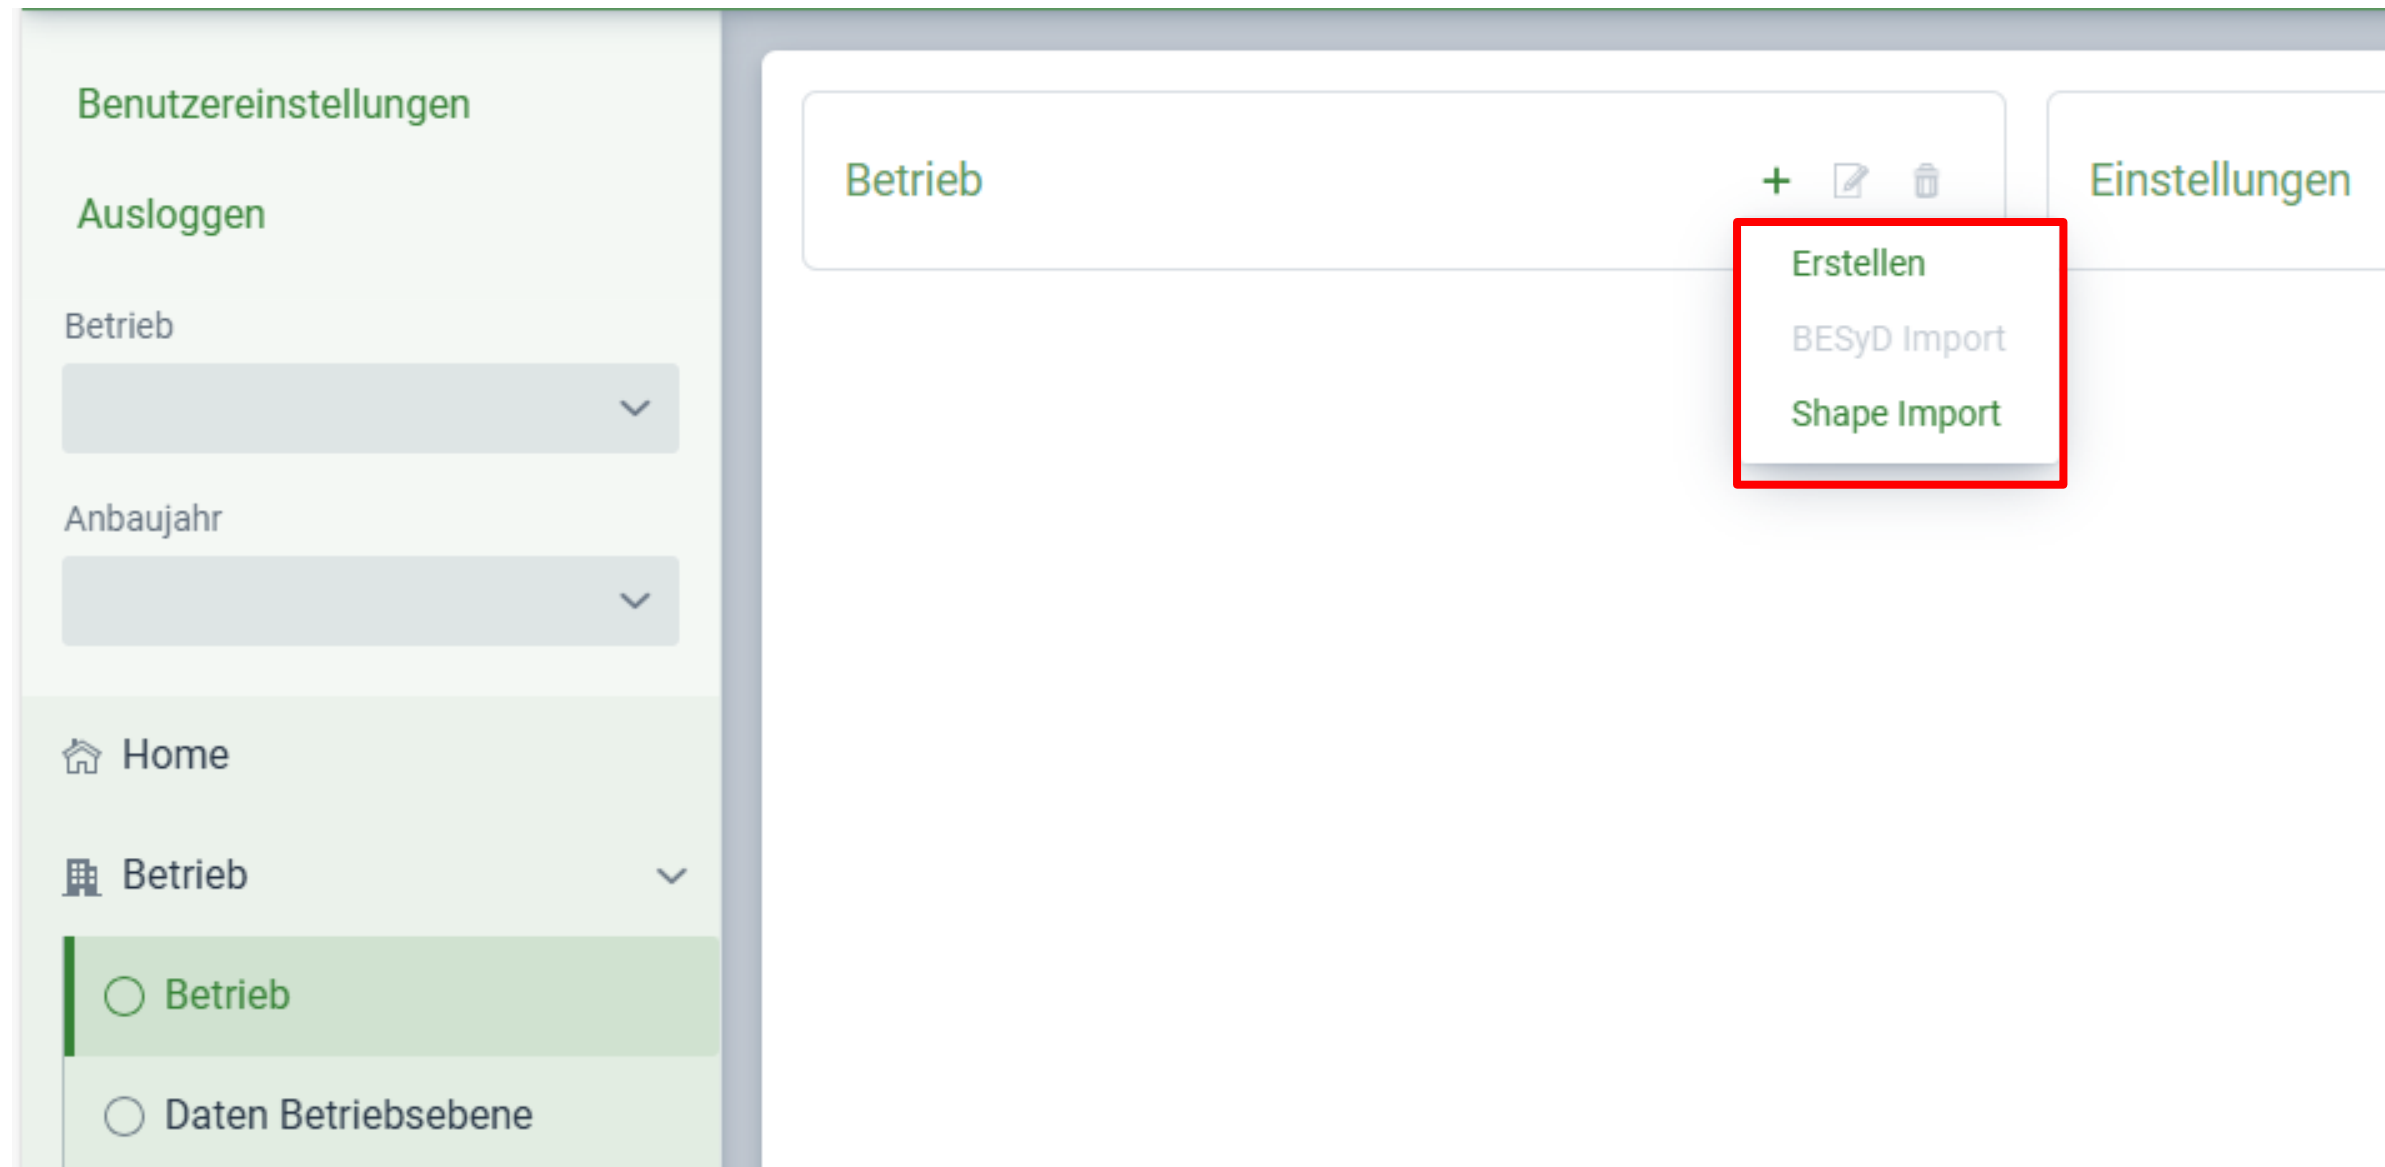 Benutzereinstellungen
Ausloggen
Betrieb
Anbaujahr
Home
Betrieb
Betrieb
Daten Betriebsebene
Betrieb
Erstellen
BESyD Import
Shape Import
Einstellungen